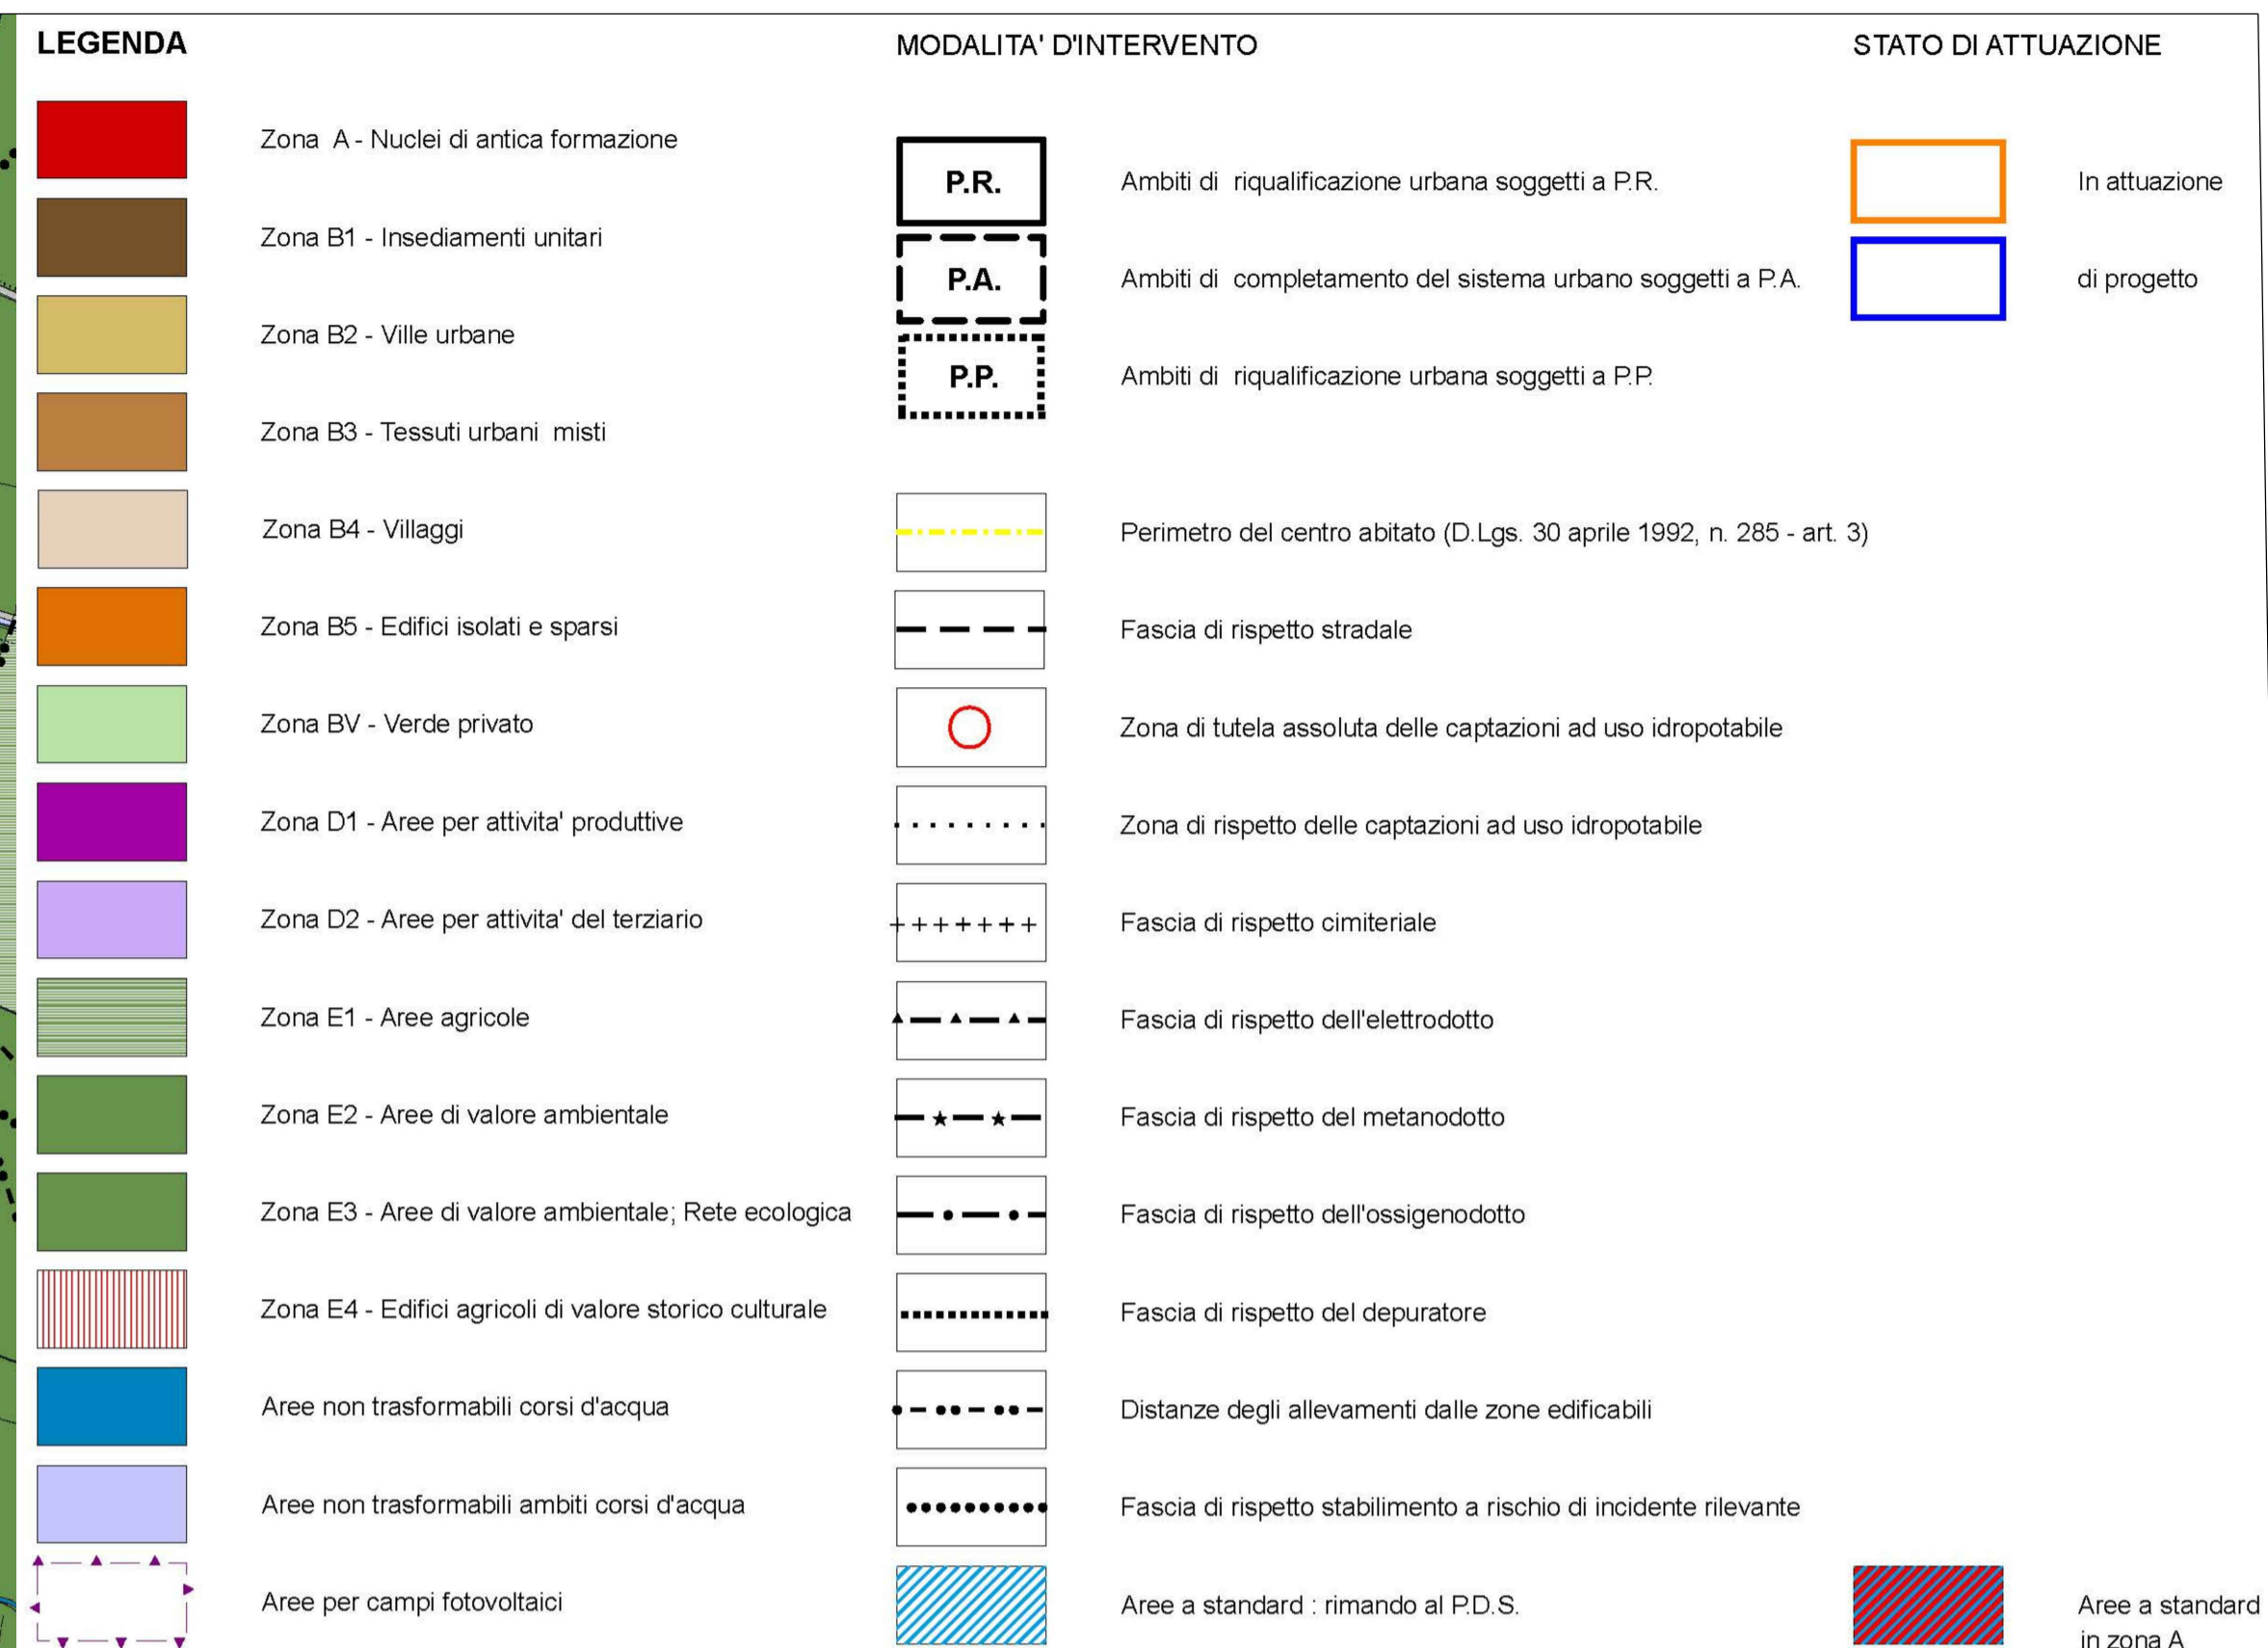 LEGENDA
Zona A - Nuclei di antica formazione
Zona B1 - Insediamenti unitari
Zona B2 - Ville urbane
Zona B3 - Tessuti urbani misti
Zona B4 - Villaggi
Zona B5 - Edifici isolati e sparsi
Zona BV - Verde privato
Zona D1 - Aree per attivita' produttive
Zona D2 - Aree per attivita' del terziario
Zona E1 - Aree agricole
Zona E2 - Aree di valore ambientale
Zona E3 - Aree di valore ambientale; Rete ecologica
Zona E4 - Edifici agricoli di valore storico culturale
Aree non trasformabili corsi d'acqua
Aree non trasformabili ambiti corsi d'acqua
Aree per campi fotovoltaici
MODALITA' D'INTERVENTO
P.R. Ambiti di riqualificazione urbana soggetti a P.R.
P.A. Ambiti di completamento del sistema urbano soggetti a P.A.
P.P. Ambiti di riqualificazione urbana soggetti a P.P.
Perimetro del centro abitato (D.Lgs. 30 aprile 1992, n. 285 - art. 3)
Fascia di rispetto stradale
Zona di tutela assoluta delle captazioni ad uso idropotabile
Zona di rispetto delle captazioni ad uso idropotabile
Fascia di rispetto cimiteriale
Fascia di rispetto dell'elettrodotto
Fascia di rispetto del metanodotto
Fascia di rispetto dell'ossigenodotto
Fascia di rispetto del depuratore
Distanze degli allevamenti dalle zone edificabili
Fascia di rispetto stabilimento a rischio di incidente rilevante
Aree a standard : rimando al P.D.S.
STATO DI ATTUAZIONE
In attuazione
di progetto
Aree a standard
in zona A